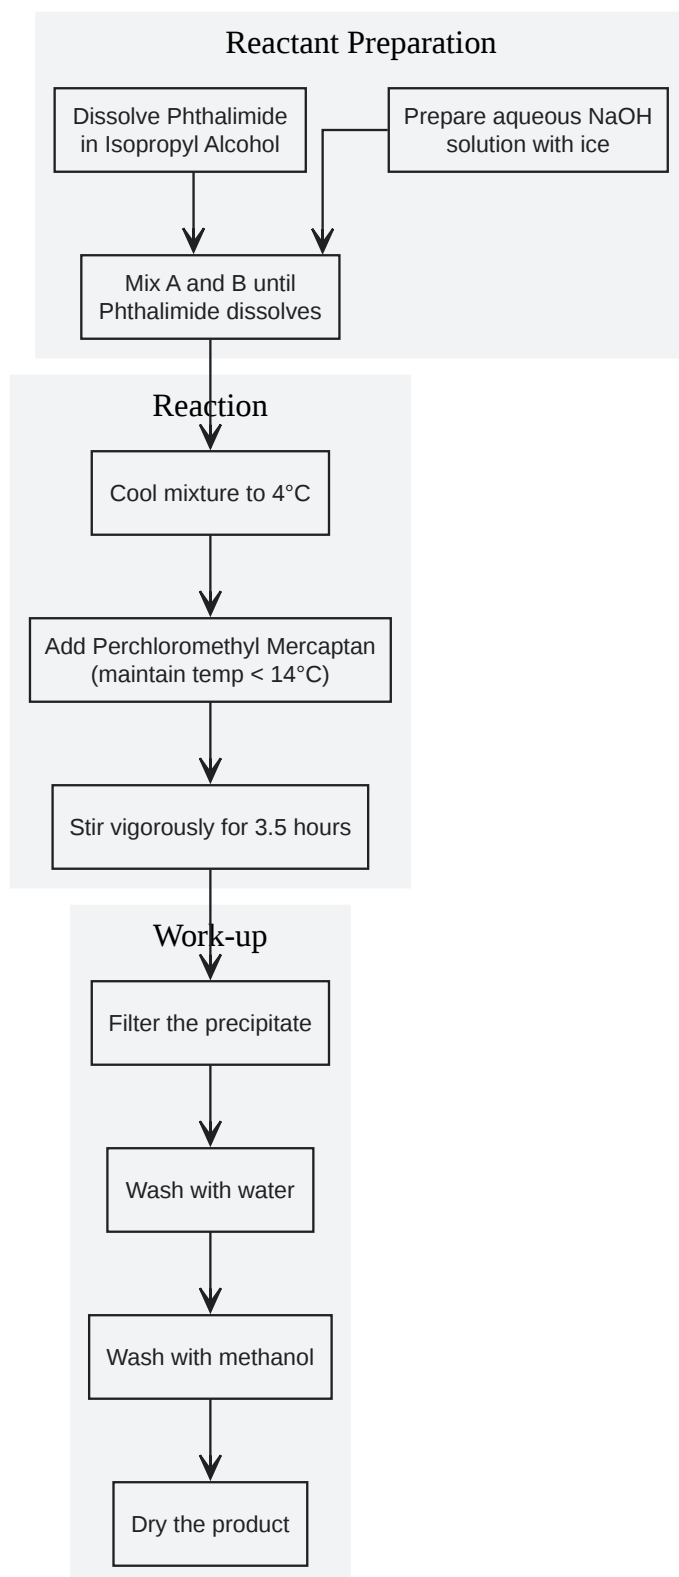 Reactant Preparation
Dissolve Phthalimide
in Isopropyl Alcohol
Prepare aqueous NaOH
solution with ice
Mix A and B until
Phthalimide dissolves
Reaction
Cool mixture to 4°C
Add Perchloromethyl Mercaptan
(maintain temp < 14°C)
Stir vigorously for 3.5 hours
Work-up
Filter the precipitate
Wash with water
Wash with methanol
Dry the product